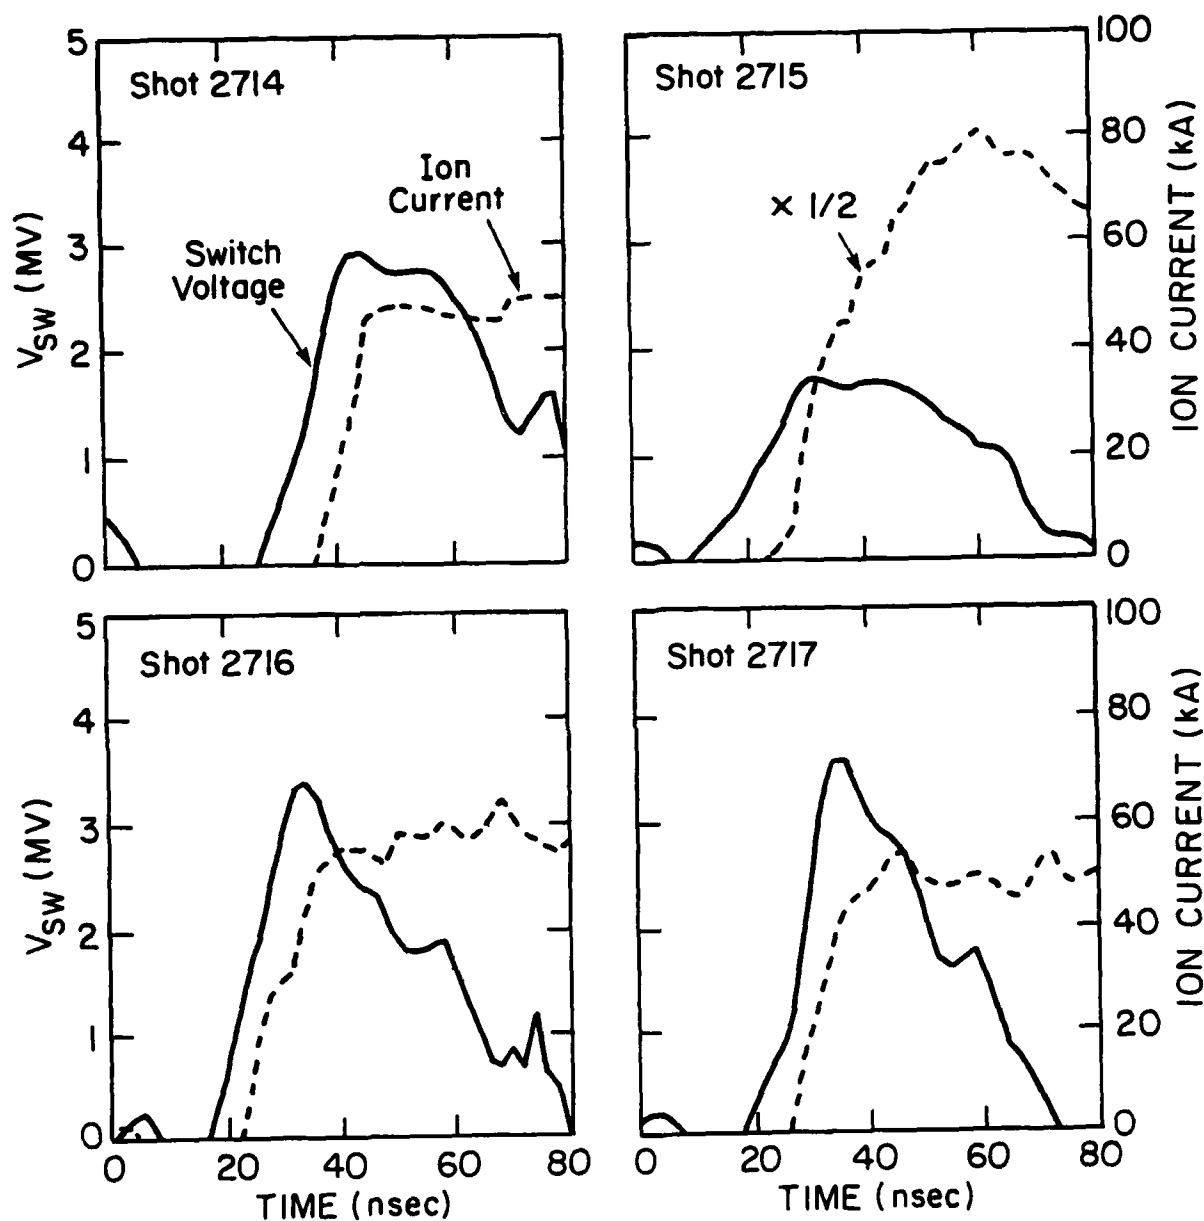 Shot 2714
Ion
Current
Switch
Voltage
5
4
3
2
1
0
V_SW (MV)
Shot 2715
× 1/2
100
80
60
40
20
0
ION CURRENT (kA)
Shot 2716
5
4
3
2
1
0
V_SW (MV)
0 20 40 60 80
TIME (nsec)
Shot 2717
100
80
60
40
20
0
ION CURRENT (kA)
0 20 40 60 80
TIME (nsec)